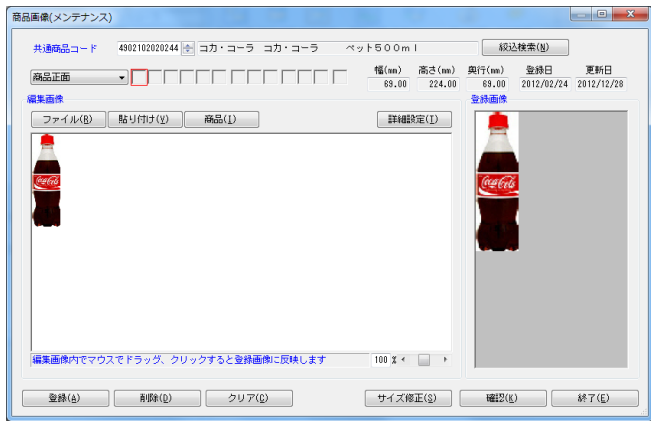 商品画像(メンテナンス)
共通商品コード 4902102020244 コカ・コーラ コカ・コーラ ペット500ml 絞込検索(N)
商品正面 幅(mm) 高さ(mm) 奥行(mm) 登録日 更新日
69.00 224.00 69.00 2012/02/24 2012/12/28
編集画像 登録画像
ファイル(R) 貼り付け(V) 商品(I) 詳細設定(T)
Coca-Cola Coca-Cola
編集画像内でマウスでドラッグ、クリックすると登録画像に反映します 100 %
登録(A) 削除(D) クリア(C) サイズ修正(S) 確認(K) 終了(E)